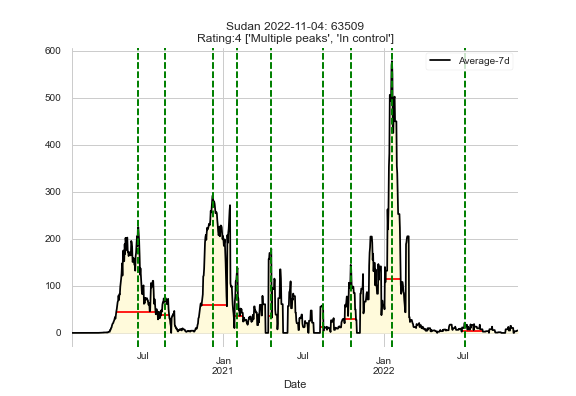 Sudan 2022-11-04: 63509
Rating:4 ['Multiple peaks', 'In control']
Average-7d
600
500
400
300
200
100
0
Jul
Jan
2021
Jul
Jan
2022
Jul
Date